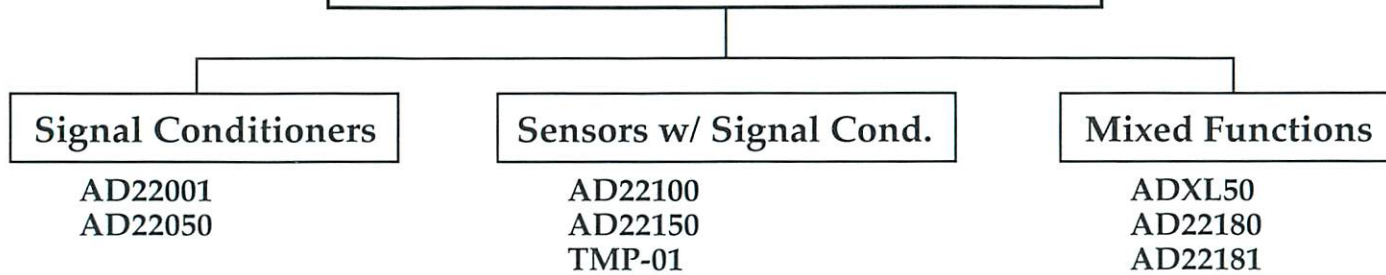 Signal Conditioners
AD22001
AD22050
Sensors w/ Signal Cond.
AD22100
AD22150
TMP-01
Mixed Functions
ADXL50
AD22180
AD22181